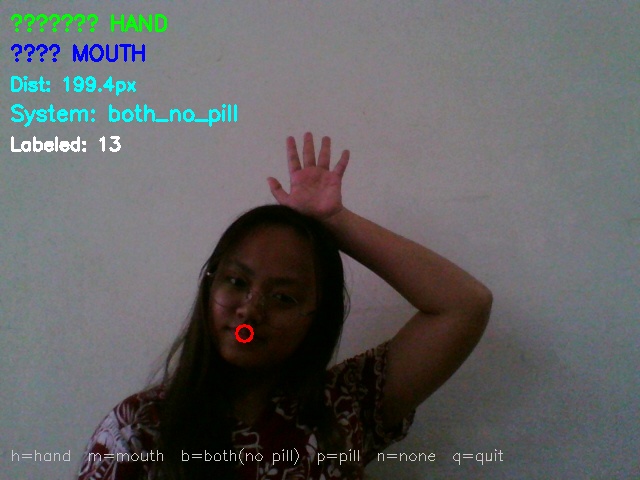 ??????? HAND
???? MOUTH
Dist: 199.4px
System: both_no_pill
Labeled: 13
h=hand m=mouth b=both(no pill) p=pill n=none q=quit